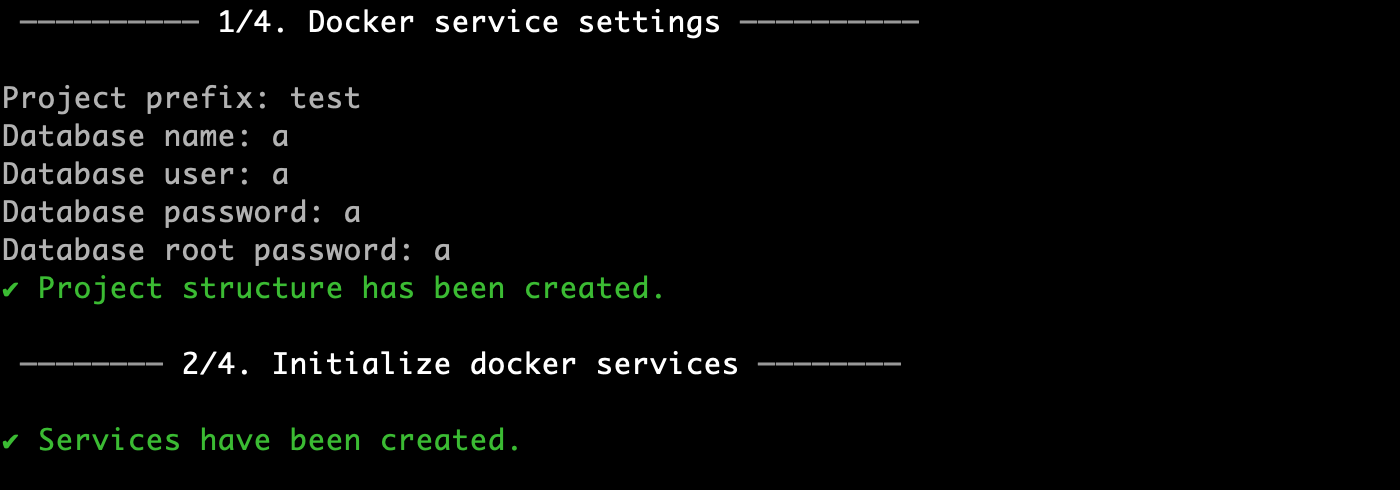 ────────── 1/4. Docker service settings ──────────
Project prefix: test
Database name: a
Database user: a
Database password: a
Database root password: a
✔ Project structure has been created.
──────── 2/4. Initialize docker services ────────
✔ Services have been created.